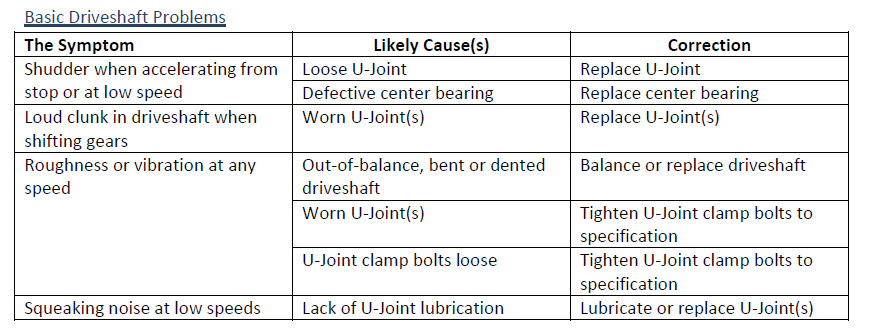 Basic Driveshaft Problems
The Symptom Likely Cause(s) Correction
Shudder when accelerating from Loose U-Joint Replace U-Joint
stop or at low speed Defective center bearing Replace center bearing
Loud clunk in driveshaft when Worn U-Joint(s) Replace U-Joint(s)
shifting gears
Roughness or vibration at any Out-of-balance, bent or dented Balance or replace driveshaft
speed driveshaft
Worn U-Joint(s) Tighten U-Joint clamp bolts to
specification
U-Joint clamp bolts loose Tighten U-Joint clamp bolts to
specification
Squeaking noise at low speeds Lack of U-Joint lubrication Lubricate or replace U-Joint(s)